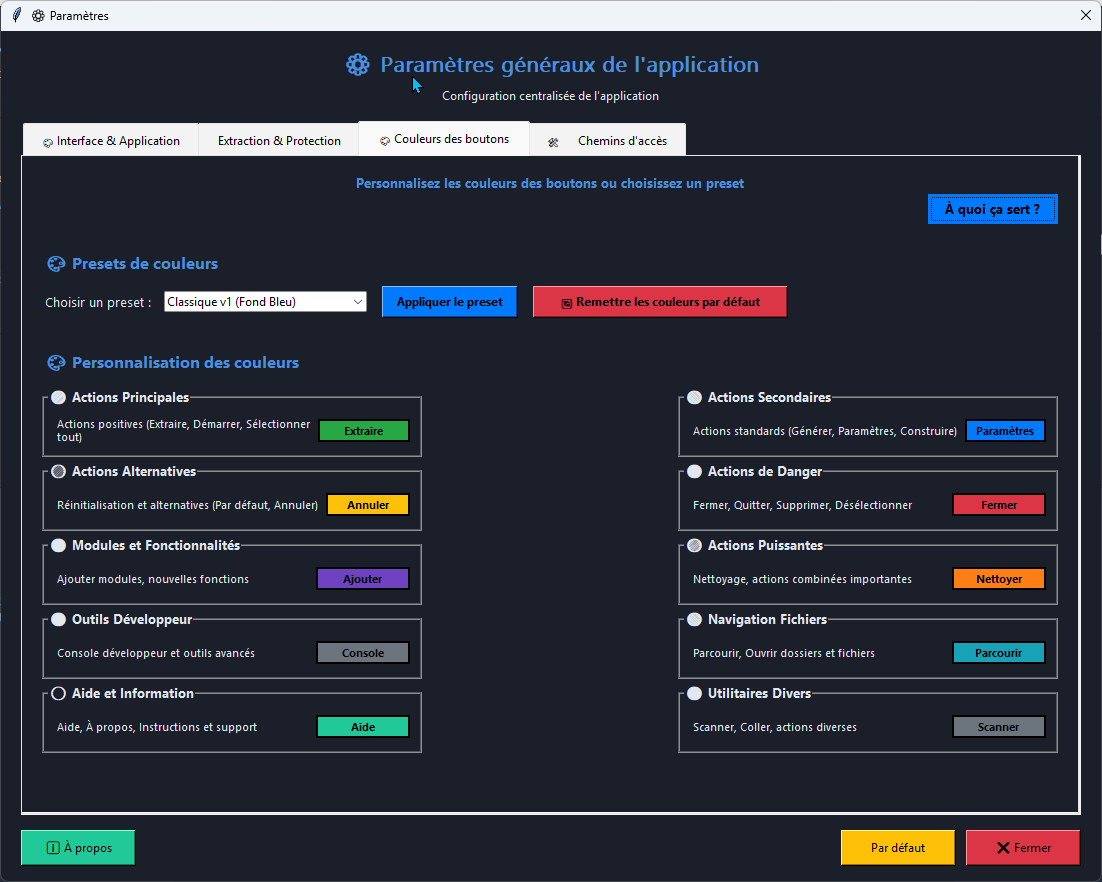 Paramètres
Paramètres généraux de l'application
Configuration centralisée de l'application
Interface & Application
Extraction & Protection
Couleurs des boutons
Chemins d'accès
Personnalisez les couleurs des boutons ou choisissez un preset
À quoi ça sert ?
Presets de couleurs
Choisir un preset :
Classique v1 (Fond Bleu)
Appliquer le preset
Remettre les couleurs par défaut
Personnalisation des couleurs
Actions Principales
Actions positives (Extraire, Démarrer, Sélectionner
tout)
Extraire
Actions Secondaires
Actions standards (Générer, Paramètres, Construire)
Paramètres
Actions Alternatives
Réinitialisation et alternatives (Par défaut, Annuler)
Annuler
Actions de Danger
Fermer, Quitter, Supprimer, Désélectionner
Fermer
Modules et Fonctionnalités
Ajouter modules, nouvelles fonctions
Ajouter
Actions Puissantes
Nettoyage, actions combinées importantes
Nettoyer
Outils Développeur
Console développeur et outils avancés
Console
Navigation Fichiers
Parcourir, Ouvrir dossiers et fichiers
Parcourir
Aide et Information
Aide, À propos, Instructions et support
Aide
Utilitaires Divers
Scanner, Coller, actions diverses
Scanner
À propos
Par défaut
Fermer